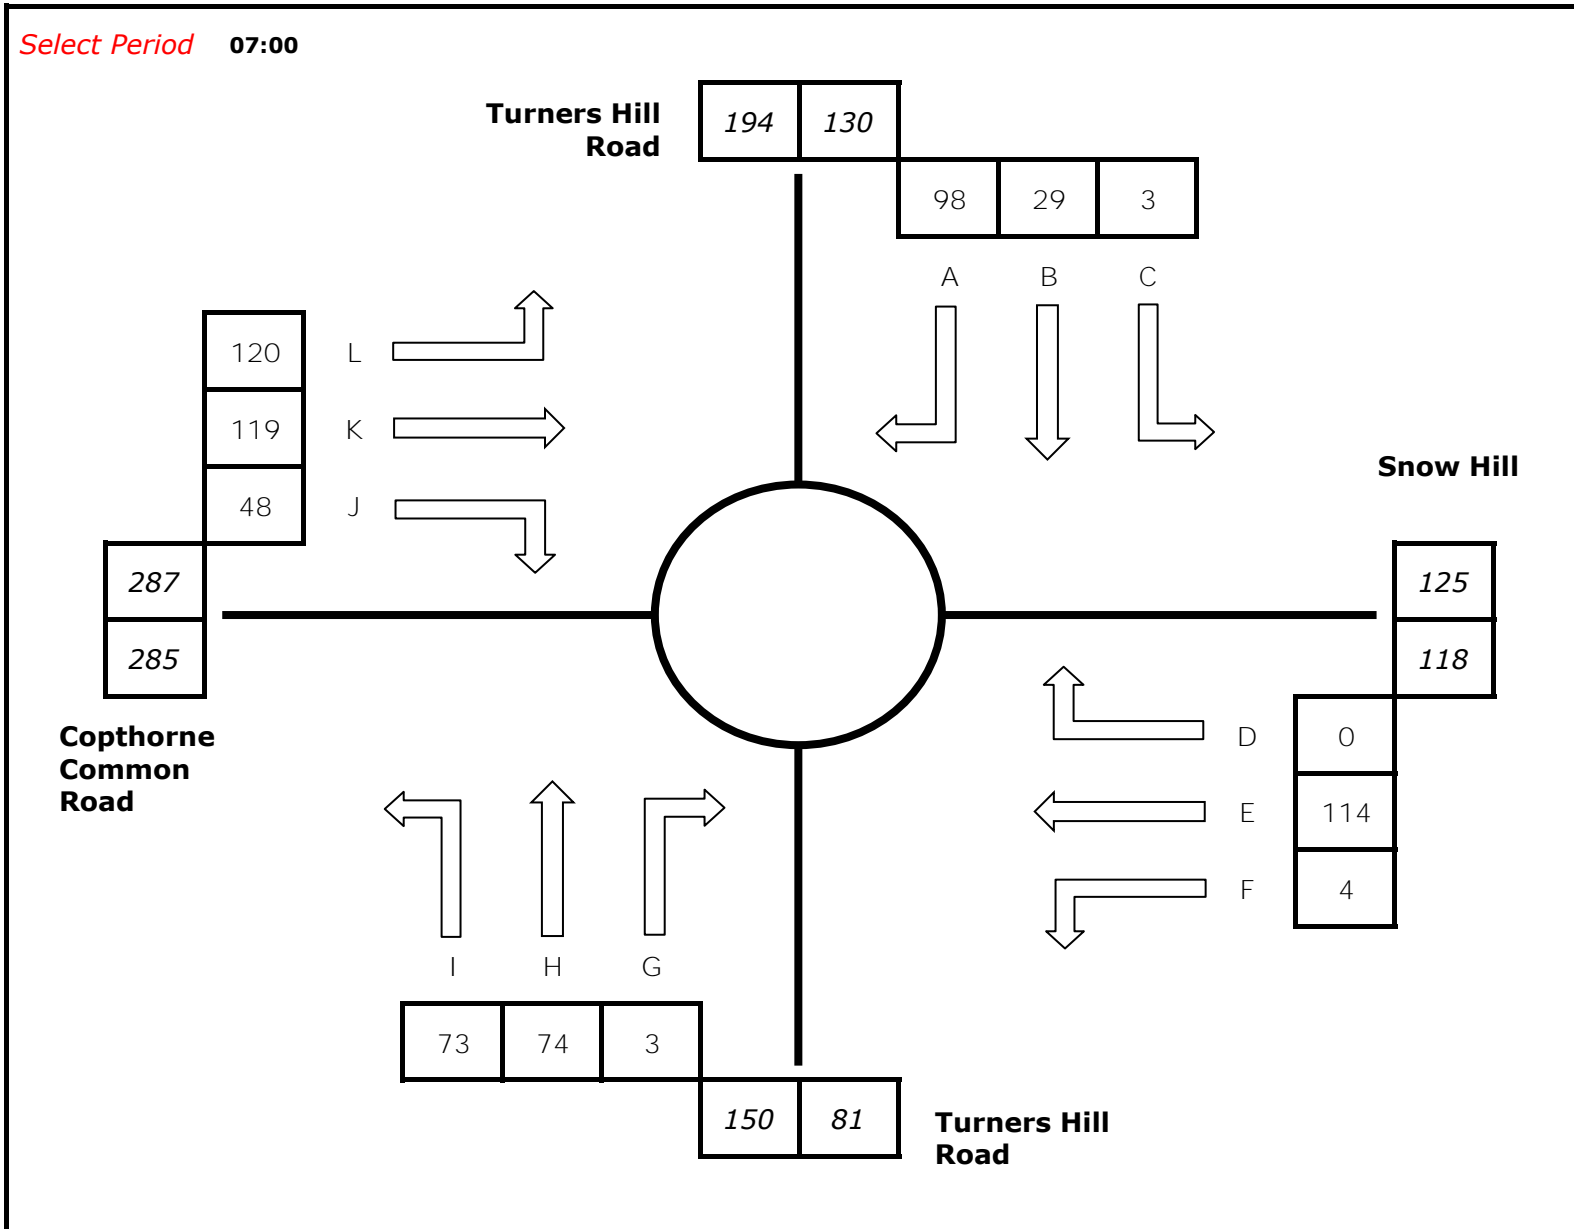 Select Period 07:00
Turners Hill
Road
194 130
98 29 3
A B C
120 L
119 K
48 J
287
285
Copthorne
Common
Road
Snow Hill
125
118
D 0
E 114
F 4
I H G
73 74 3
150 81
Turners Hill
Road